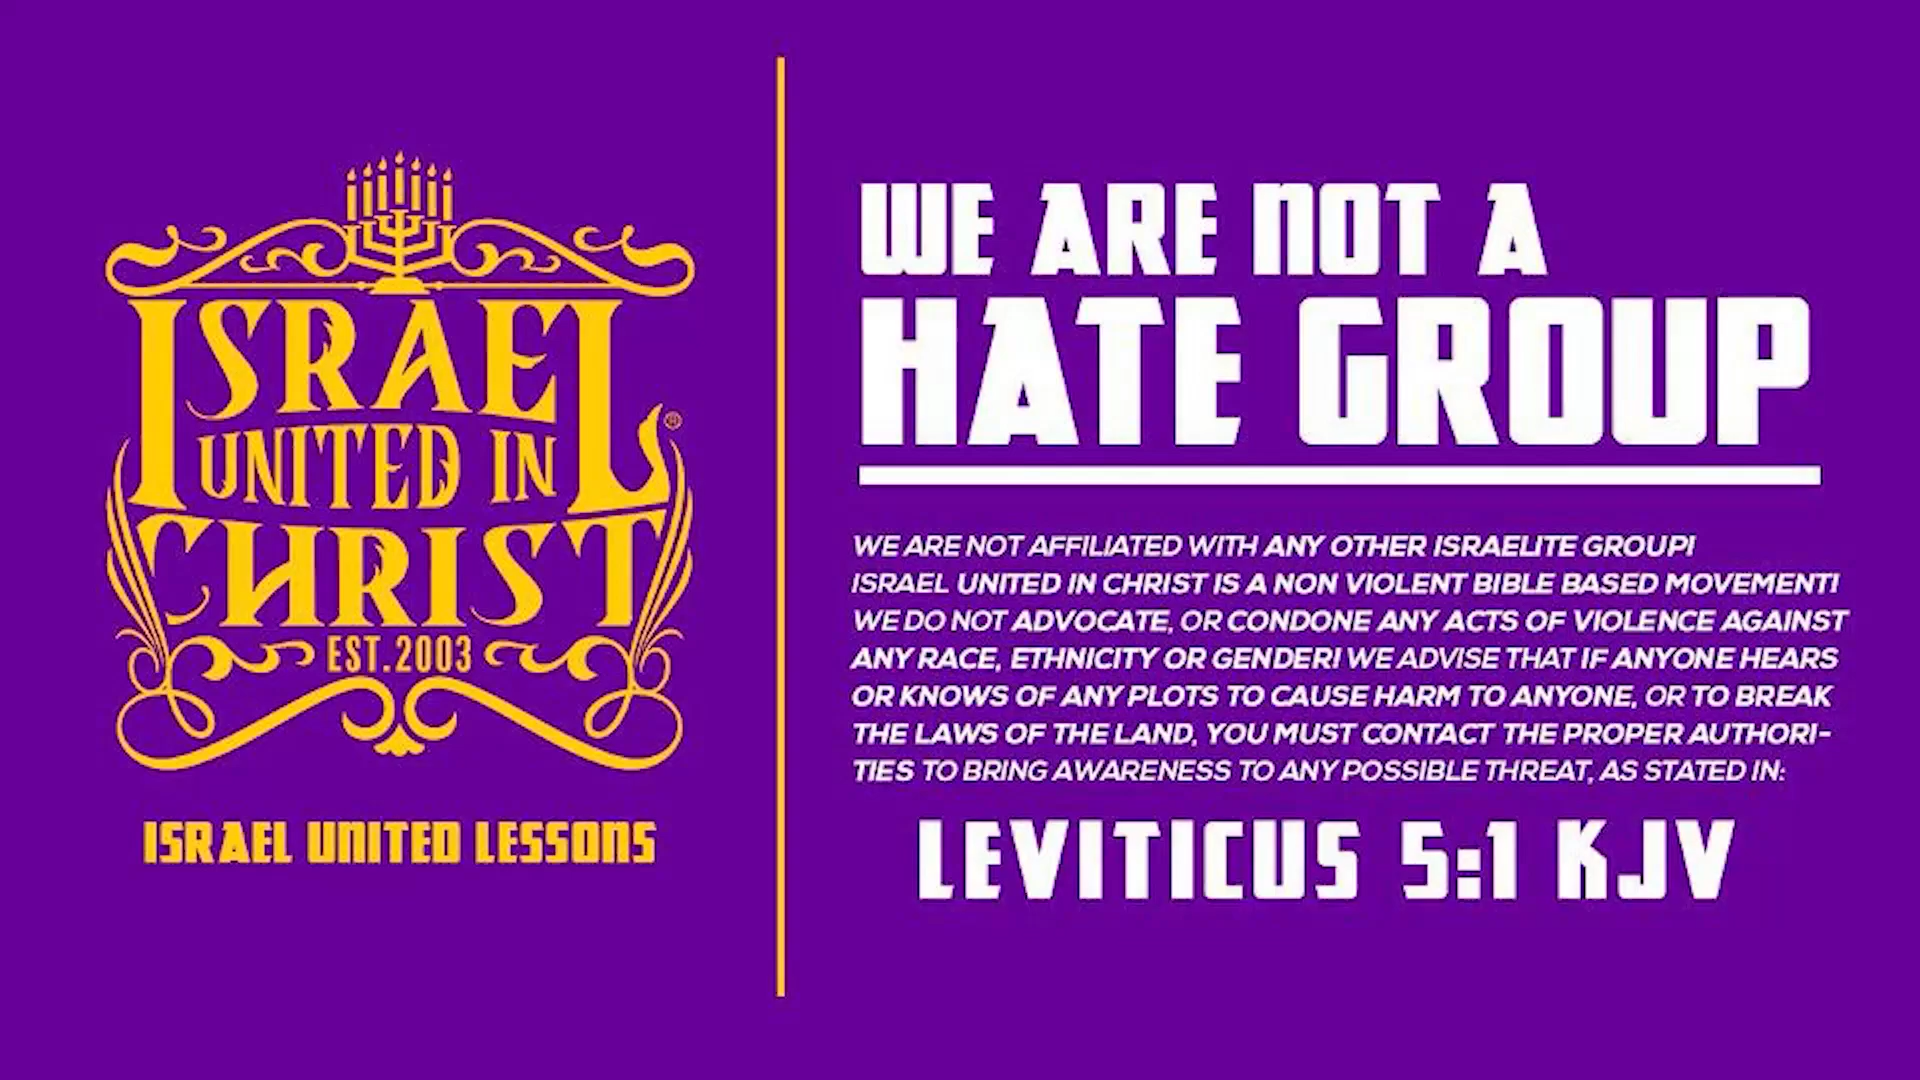 ISRAEL
UNITED IN
CHRIST
EST.2003
ISRAEL UNITED LESSONS
WE ARE NOT A
HATE GROUP
WE ARE NOT AFFILIATED WITH ANY OTHER ISRAELITE GROUP!
ISRAEL UNITED IN CHRIST IS A NON VIOLENT BIBLE BASED MOVEMENT!
WE DO NOT ADVOCATE, OR CONDONE ANY ACTS OF VIOLENCE AGAINST
ANY RACE, ETHNICITY OR GENDER! WE ADVISE THAT IF ANYONE HEARS
OR KNOWS OF ANY PLOTS TO CAUSE HARM TO ANYONE, OR TO BREAK
THE LAWS OF THE LAND, YOU MUST CONTACT THE PROPER AUTHORI-
TIES TO BRING AWARENESS TO ANY POSSIBLE THREAT, AS STATED IN:
LEVITICUS 5:1 KJV